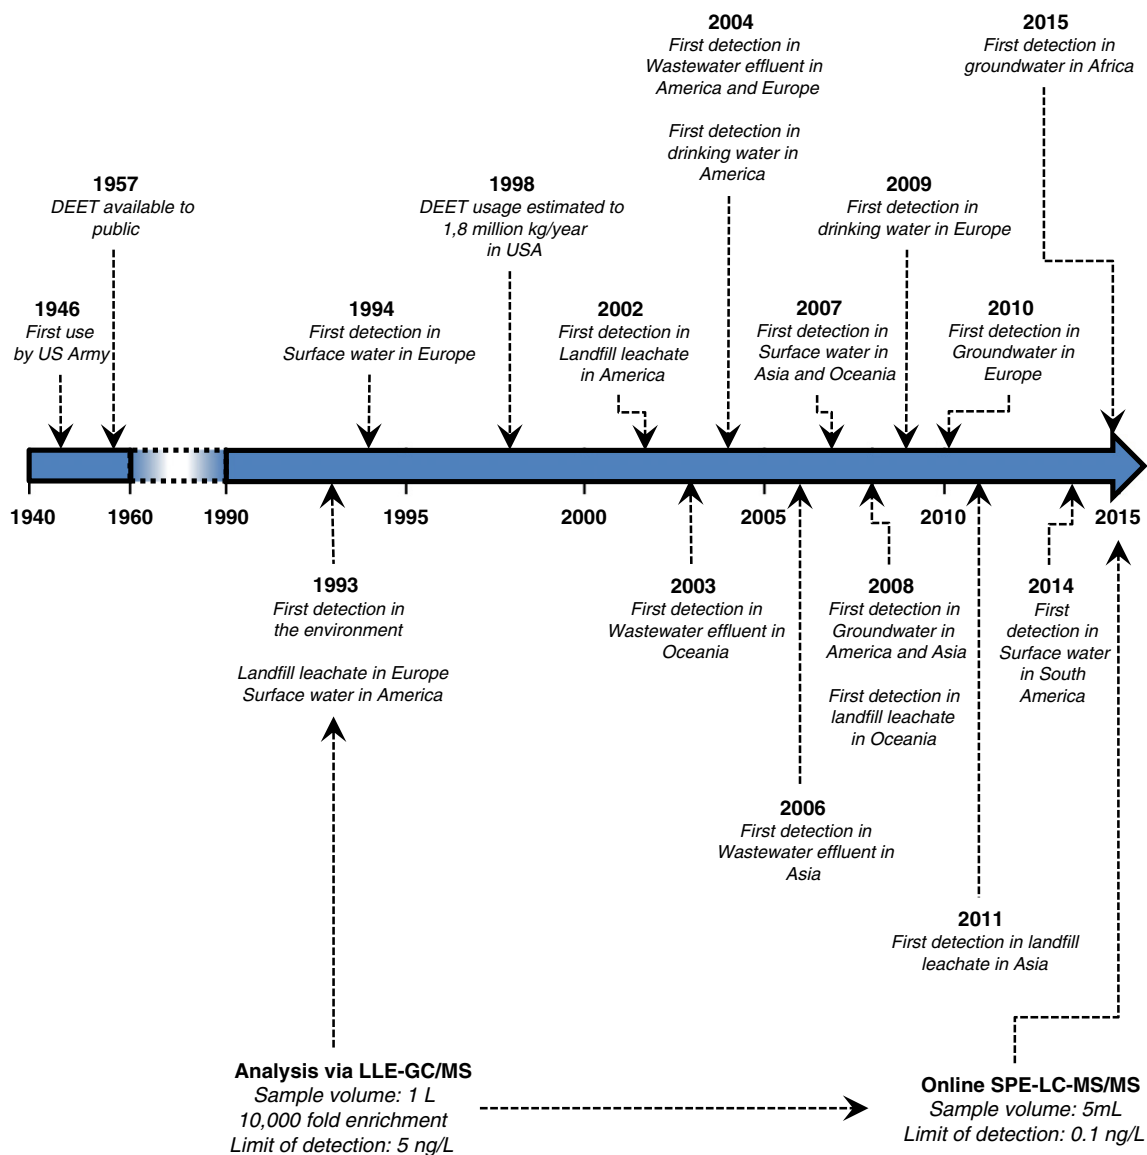 2004
First detection in
Wastewater effluent in
America and Europe
First detection in
drinking water in
America
2015
First detection in
groundwater in Africa
1957
DEET available to
public
1998
DEET usage estimated to
1,8 million kg/year
in USA
2009
First detection in
drinking water in Europe
1946
First use
by US Army
1994
First detection in
Surface water in Europe
2002
First detection in
Landfill leachate
in America
2007
First detection in
Surface water in
Asia and Oceania
2010
First detection in
Groundwater in
Europe
1940
1960
1990
1995
2000
2005
2010
2015
1993
First detection in
the environment
Landfill leachate in Europe
Surface water in America
2003
First detection in
Wastewater effluent in
Oceania
2008
First detection in
Groundwater in
America and Asia
First detection in
landfill leachate
in Oceania
2014
First
detection in
Surface water
in South
America
2006
First detection in
Wastewater effluent in
Asia
2011
First detection in landfill
leachate in Asia
Analysis via LLE-GC/MS
Sample volume: 1 L
10,000 fold enrichment
Limit of detection: 5 ng/L
Online SPE-LC-MS/MS
Sample volume: 5mL
Limit of detection: 0.1 ng/L